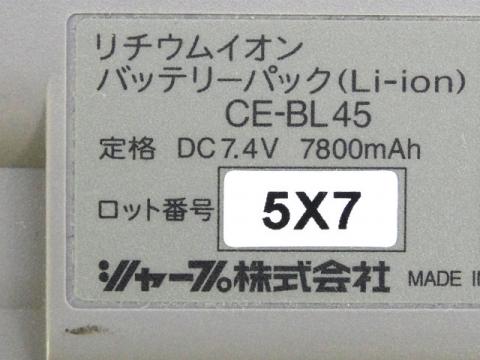 リチウムイオン
バッテリーパック(Li-ion)
CE-BL45
定格 DC7.4V 7800mAh
ロット番号 5X7
シャープ株式会社 MADE IN